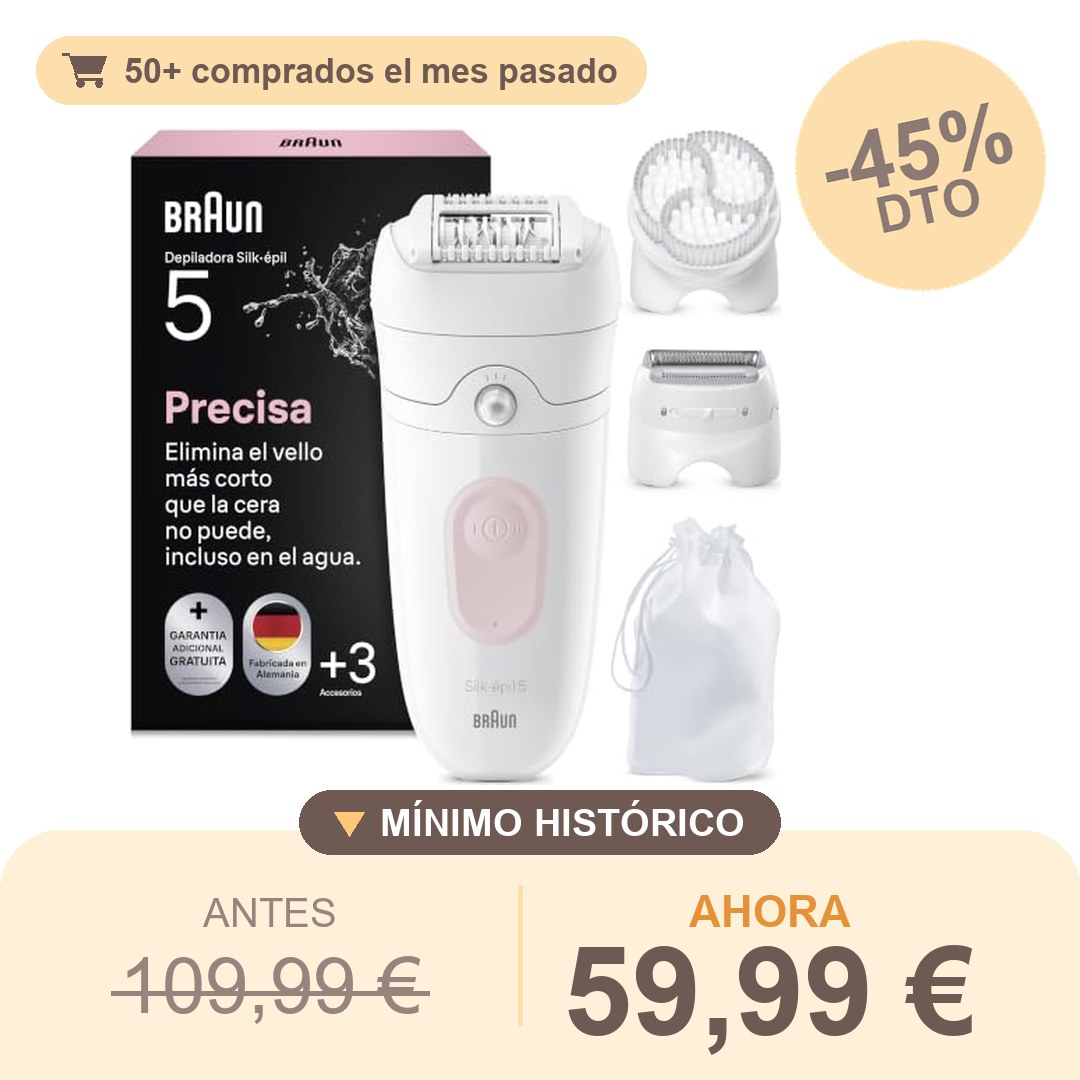 50+ comprados el mes pasado
-45%
DTO
BRAUN
BRAUN
Depiladora Silk·épil
5
Precisa
Elimina el vello
más corto
que la cera
no puede,
incluso en el agua.
+
GARANTIA
ADICIONAL
GRATUITA
Fabricada en
Alemania
+3
Accesorios
Silk·épil 5
BRAUN
MÍNIMO HISTÓRICO
ANTES
109,99 €
AHORA
59,99 €